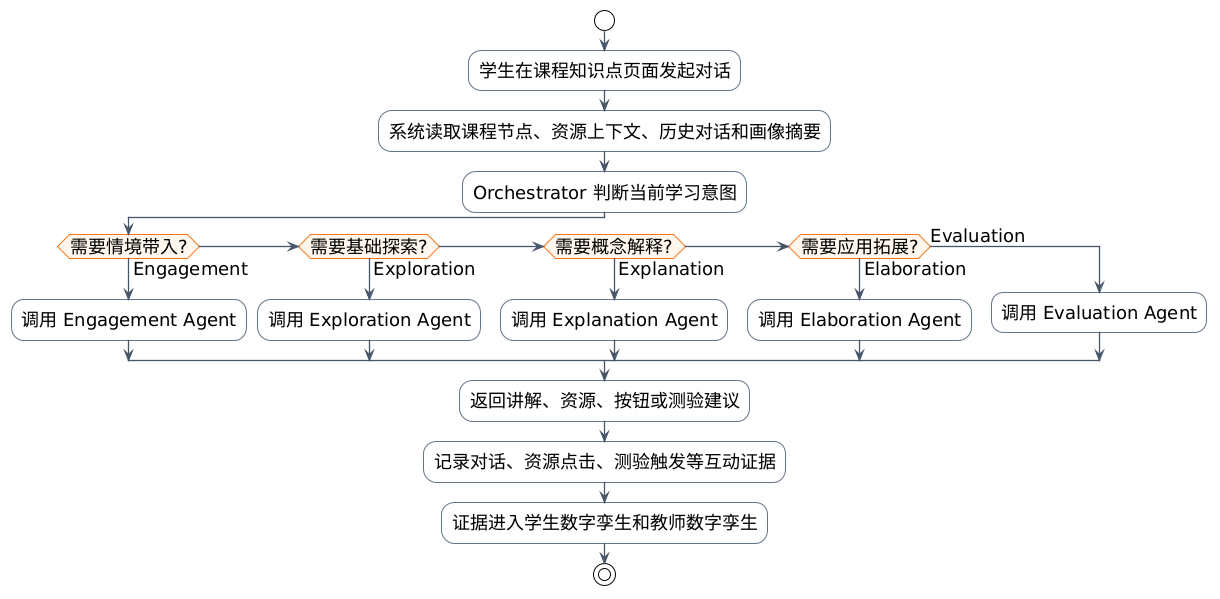 学生在课程知识点页面发起对话
系统读取课程节点、资源上下文、历史对话和画像摘要
Orchestrator 判断当前学习意图
需要情境带入?
需要基础探索?
需要概念解释?
需要应用拓展?
Evaluation
Engagement
Exploration
Explanation
Elaboration
调用 Engagement Agent
调用 Exploration Agent
调用 Explanation Agent
调用 Elaboration Agent
调用 Evaluation Agent
返回讲解、资源、按钮或测验建议
记录对话、资源点击、测验触发等互动证据
证据进入学生数字孪生和教师数字孪生